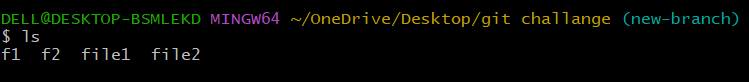 DELL@DESKTOP-BSMLEKD MINGW64 ~/OneDrive/Desktop/git challange (new-branch)
$ ls
f1  f2  file1  file2